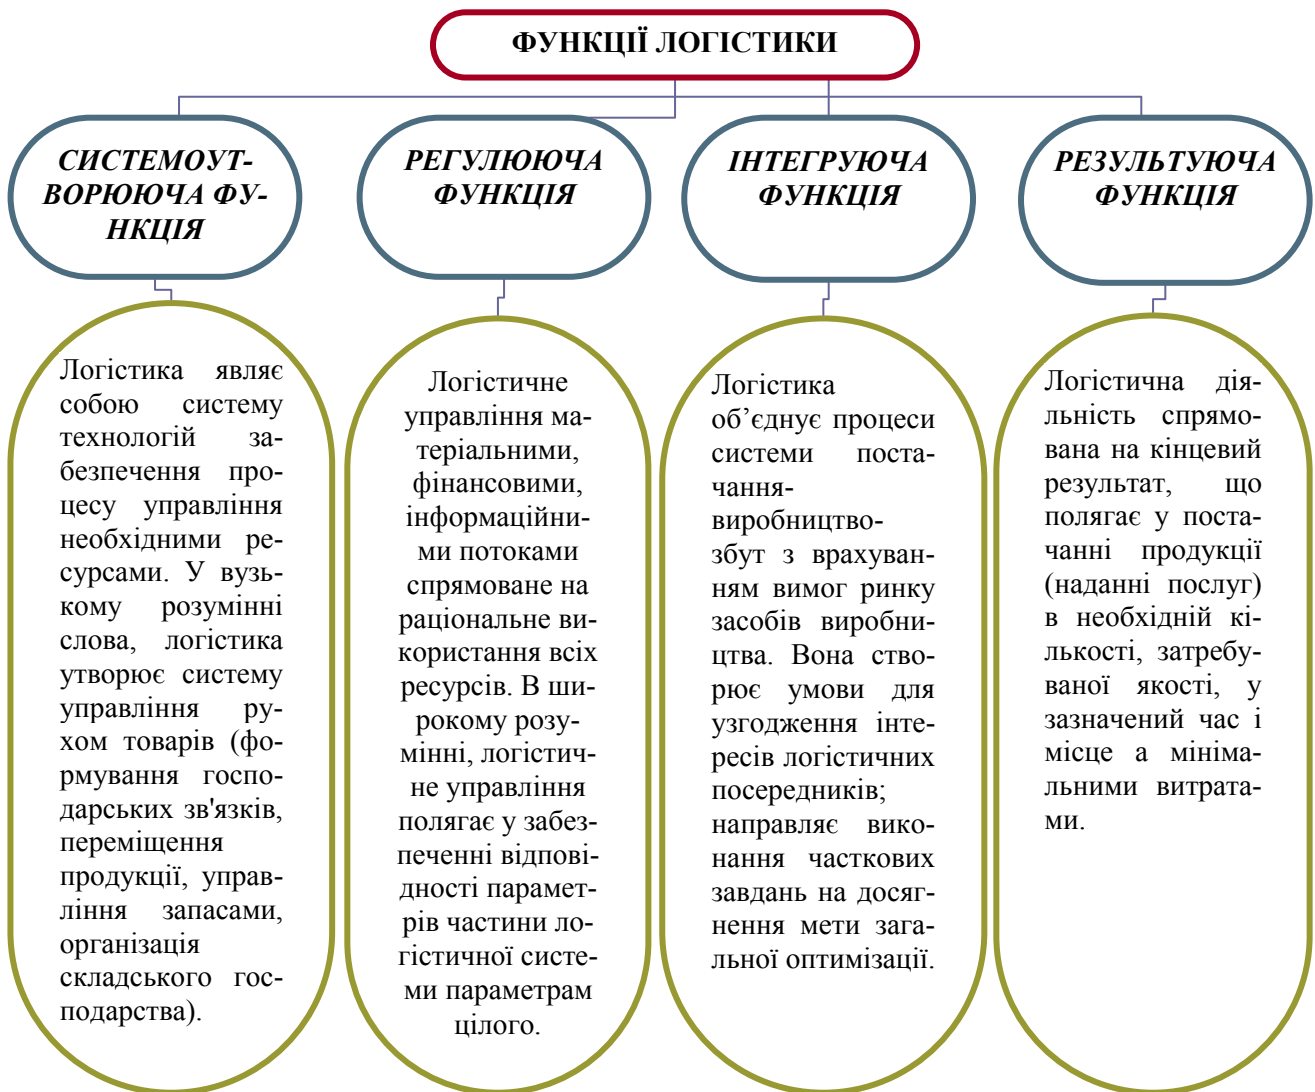 ФУНКЦІЇ ЛОГІСТИКИ
СИСТЕМОУТ-
ВОРЮЮЧА ФУ-
НКЦІЯ
РЕГУЛЮЮЧА
ФУНКЦІЯ
ІНТЕГРУЮЧА
ФУНКЦІЯ
РЕЗУЛЬТУЮЧА
ФУНКЦІЯ
Логістика являє
собою систему
технологій за-
безпечення про-
цесу управління
необхідними ре-
сурсами. У вузь-
кому розумінні
слова, логістика
утворює систему
управління ру-
хом товарів (фо-
рмування госпо-
дарських зв'язків,
переміщення
продукції, управ-
ління запасами,
організація
складського гос-
подарства).
Логістичне
управління ма-
теріальними,
фінансовими,
інформаційни-
ми потоками
спрямоване на
раціональне ви-
користання всіх
ресурсів. В ши-
рокому розу-
мінні, логістич-
не управління
полягає у забез-
печенні відпові-
дності парамет-
рів частини ло-
гістичної систе-
ми параметрам
цілого.
Логістика
об’єднує процеси
системи поста-
чання-
виробництво-
збут з врахуван-
ням вимог ринку
засобів виробни-
цтва. Вона ство-
рює умови для
узгодження інте-
ресів логістичних
посередників;
направляє вико-
нання часткових
завдань на досяг-
нення мети зага-
льної оптимізації.
Логістична дія-
льність спрямо-
вана на кінцевий
результат, що
полягає у поста-
чанні продукції
(наданні послуг)
в необхідній кі-
лькості, затребу-
ваної якості, у
зазначений час і
місце а мініма-
льними витрата-
ми.